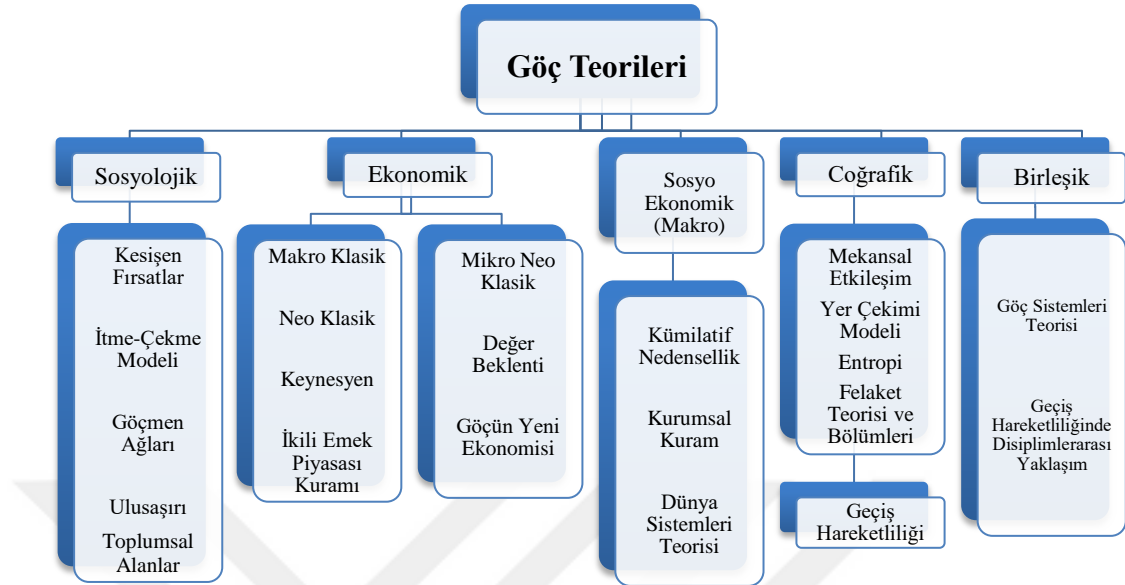 Göç Teorileri
Sosyolojik
Kesişen
Fırsatlar
İtme-Çekme
Modeli
Göçmen
Ağları
Ulusaşırı
Toplumsal
Alanlar
Ekonomik
Makro Klasik
Neo Klasik
Keynesyen
İkili Emek
Piyasası
Kuramı
Mikro Neo
Klasik
Değer
Beklenti
Göçün Yeni
Ekonomisi
Sosyo
Ekonomik
(Makro)
Kümilatif
Nedensellik
Kurumsal
Kuram
Dünya
Sistemleri
Teorisi
Coğrafik
Mekansal
Etkileşim
Yer Çekimi
Modeli
Entropi
Felaket
Teorisi ve
Bölümleri
Geçiş
Hareketliliği
Birleşik
Göç Sistemleri
Teorisi
Geçiş
Hareketliliğinde
Disiplimlerarası
Yaklaşım